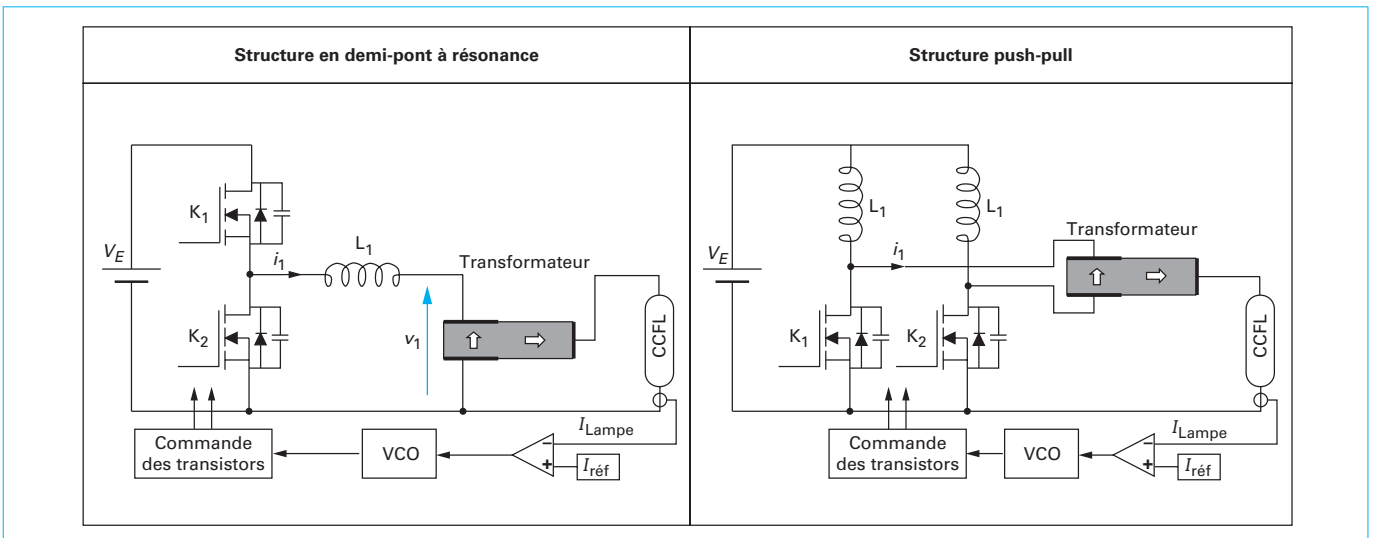 Structure en demi-pont à résonance
Structure push-pull
K1
VE
i1
L1
Transformateur
K2
v1
CCFL
ILampe
Commande
des transistors
VCO
−
+
Iréf
L1
L1
Transformateur
VE
i1
K1
K2
CCFL
ILampe
Commande
des transistors
VCO
−
+
Iréf